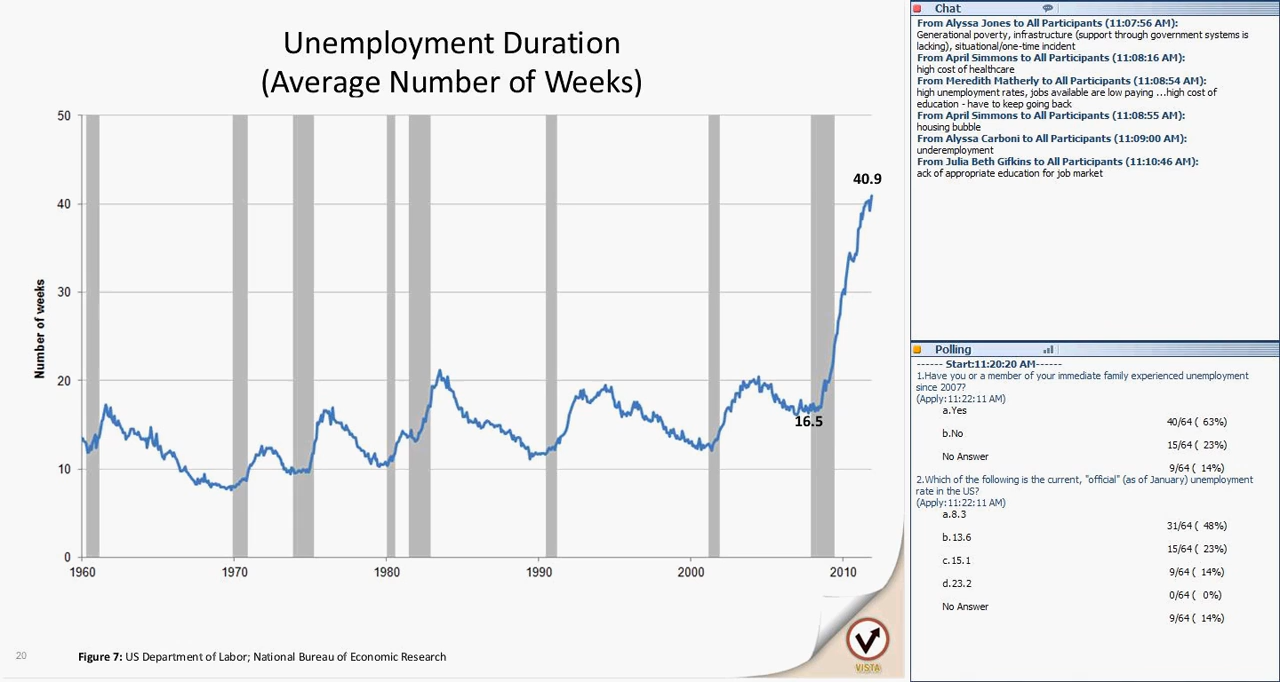 Unemployment Duration
(Average Number of Weeks)
50
40
30
20
10
0
Number of weeks
40.9
16.5
1960
1970
1980
1990
2000
2010
20
Figure 7: US Department of Labor; National Bureau of Economic Research
VISTA
Chat
From Alyssa Jones to All Participants (11:07:56 AM):
Generational poverty, infrastructure (support through government systems is
lacking), situational/one-time incident
From April Simmons to All Participants (11:08:16 AM):
high cost of healthcare
From Meredith Matherly to All Participants (11:08:54 AM):
high unemployment rates, jobs available are low paying ...high cost of
education - have to keep going back
From April Simmons to All Participants (11:08:55 AM):
housing bubble
From Alyssa Carboni to All Participants (11:09:00 AM):
underemployment
From Julia Beth Gifkins to All Participants (11:10:46 AM):
ack of appropriate education for job market
Polling
------ Start:11:20:20 AM------
1.Have you or a member of your immediate family experienced unemployment
since 2007?
(Apply:11:22:11 AM)
a.Yes
40/64 ( 63%)
b.No
15/64 ( 23%)
No Answer
9/64 ( 14%)
2.Which of the following is the current, "official" (as of January) unemployment
rate in the US?
(Apply:11:22:11 AM)
a.8.3
31/64 ( 48%)
b.13.6
15/64 ( 23%)
c.15.1
9/64 ( 14%)
d.23.2
0/64 ( 0%)
No Answer
9/64 ( 14%)